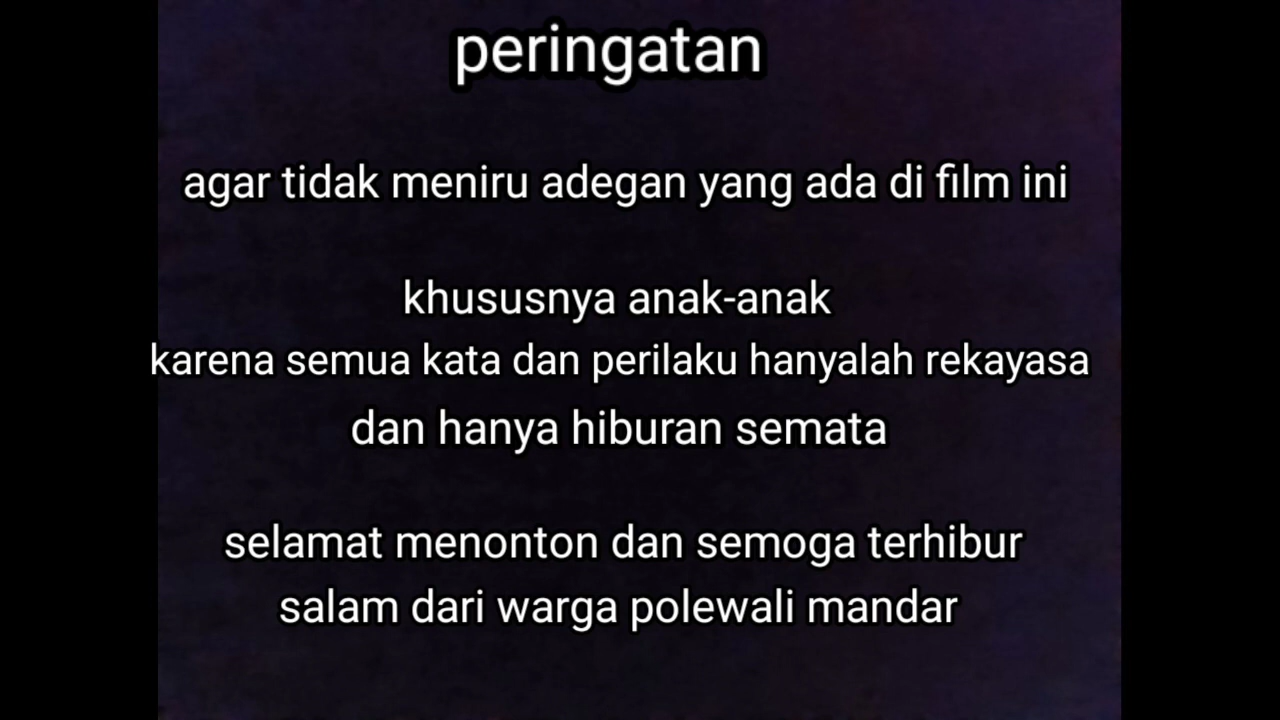 peringatan
agar tidak meniru adegan yang ada di film ini
khususnya anak-anak
karena semua kata dan perilaku hanyalah rekayasa
dan hanya hiburan semata
selamat menonton dan semoga terhibur
salam dari warga polewali mandar